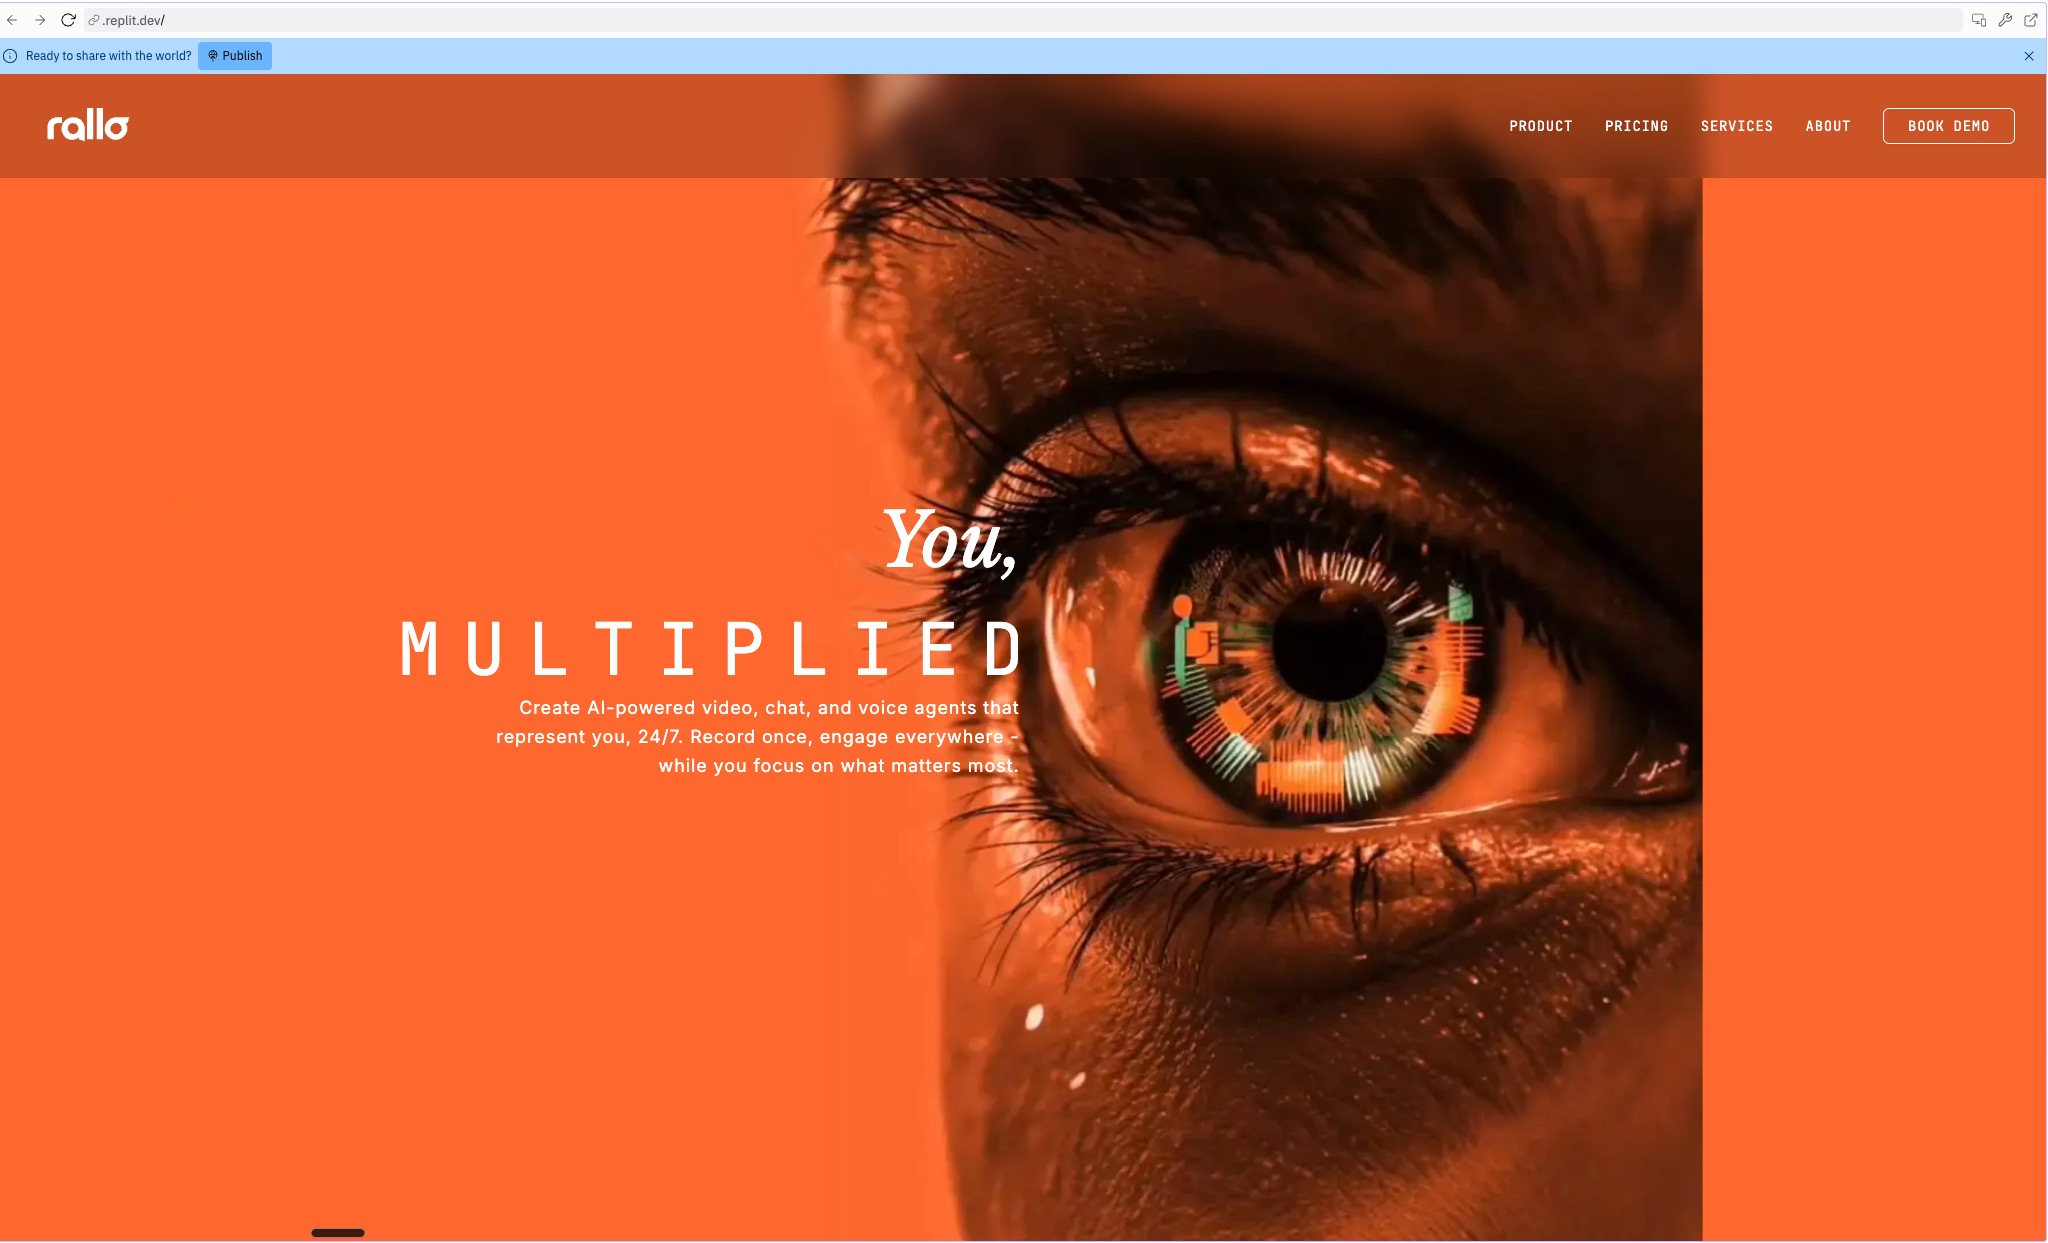 .replit.dev/
Ready to share with the world? Publish
rallo
PRODUCT PRICING SERVICES ABOUT BOOK DEMO
You,
MULTIPLIED
Create AI-powered video, chat, and voice agents that
represent you, 24/7. Record once, engage everywhere -
while you focus on what matters most.